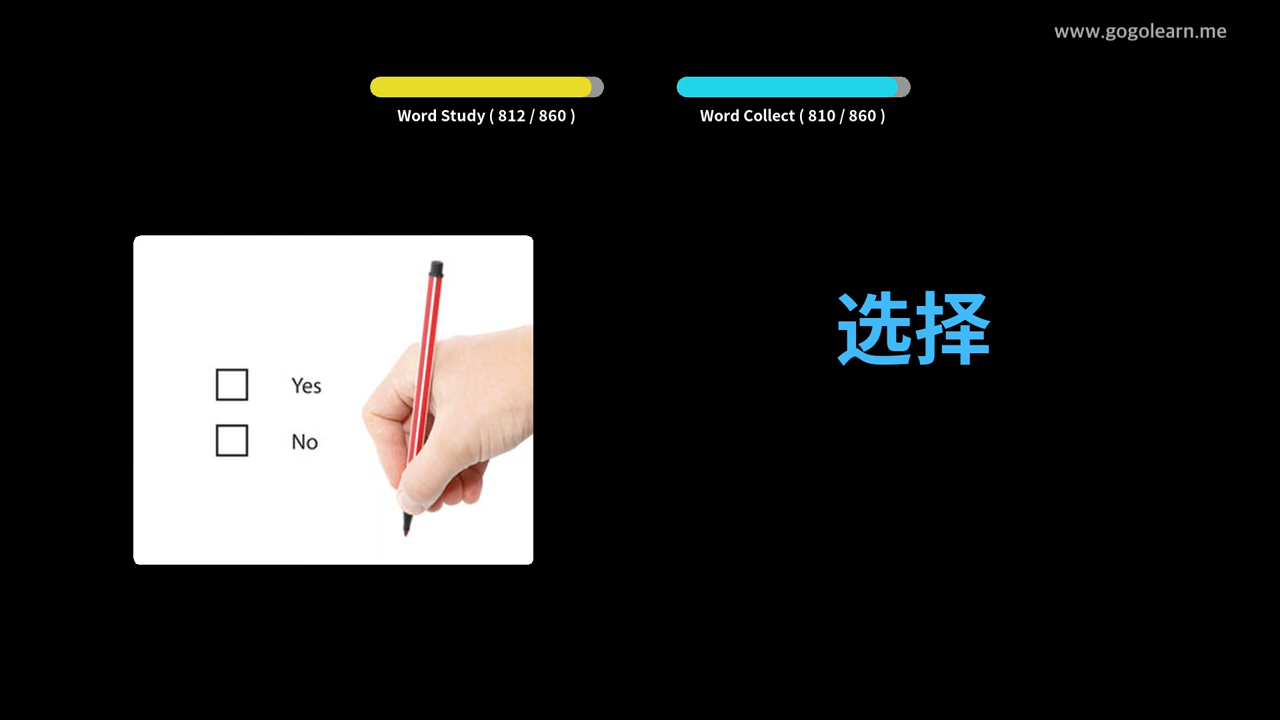 www.gogolearn.me
Word Study ( 812 / 860 )
Word Collect ( 810 / 860 )
选择
Yes
No